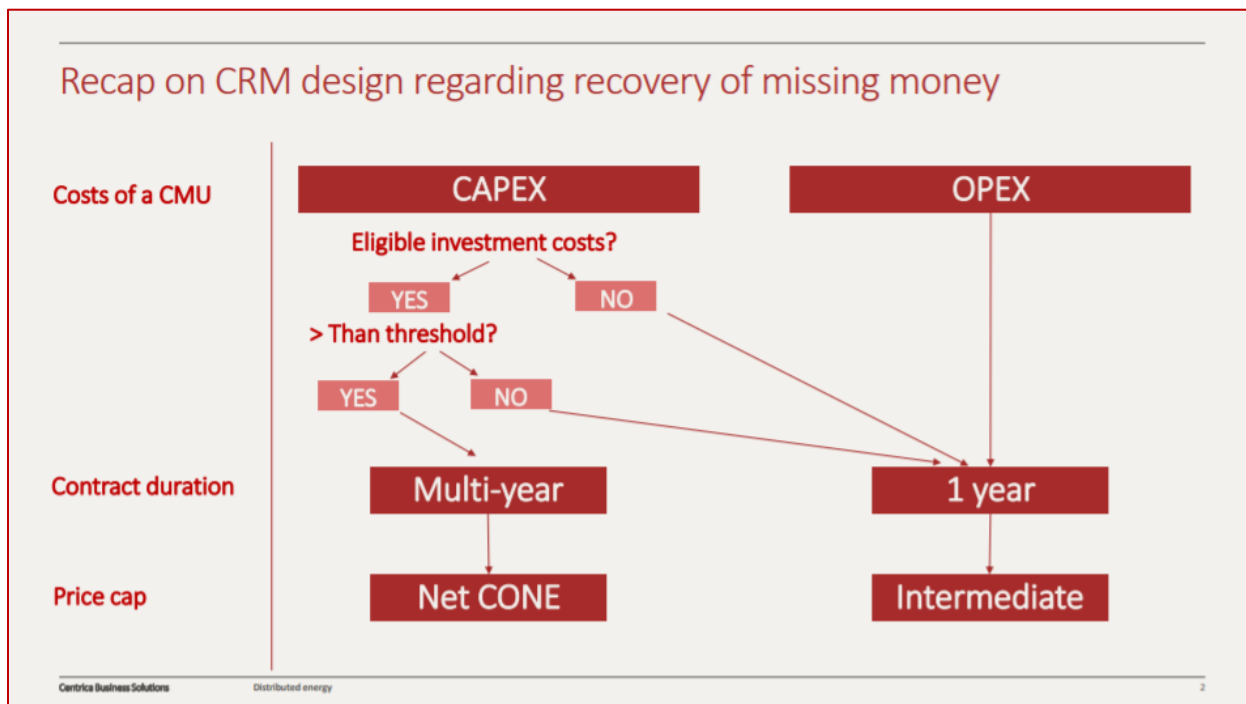 Recap on CRM design regarding recovery of missing money
Costs of a CMU
CAPEX
OPEX
Eligible investment costs?
YES
NO
> Than threshold?
YES
NO
Contract duration
Multi-year
1 year
Price cap
Net CONE
Intermediate
Centrica Business Solutions
Distributed energy
2